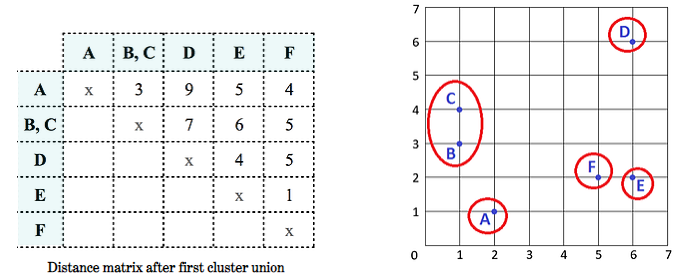 A B, C D E F
A x 3 9 5 4
B, C x 7 6 5
D x 4 5
E x 1
F x
Distance matrix after first cluster union
7
6
5
4
3
2
1
0 1 2 3 4 5 6 7
D
C
B
F
E
A